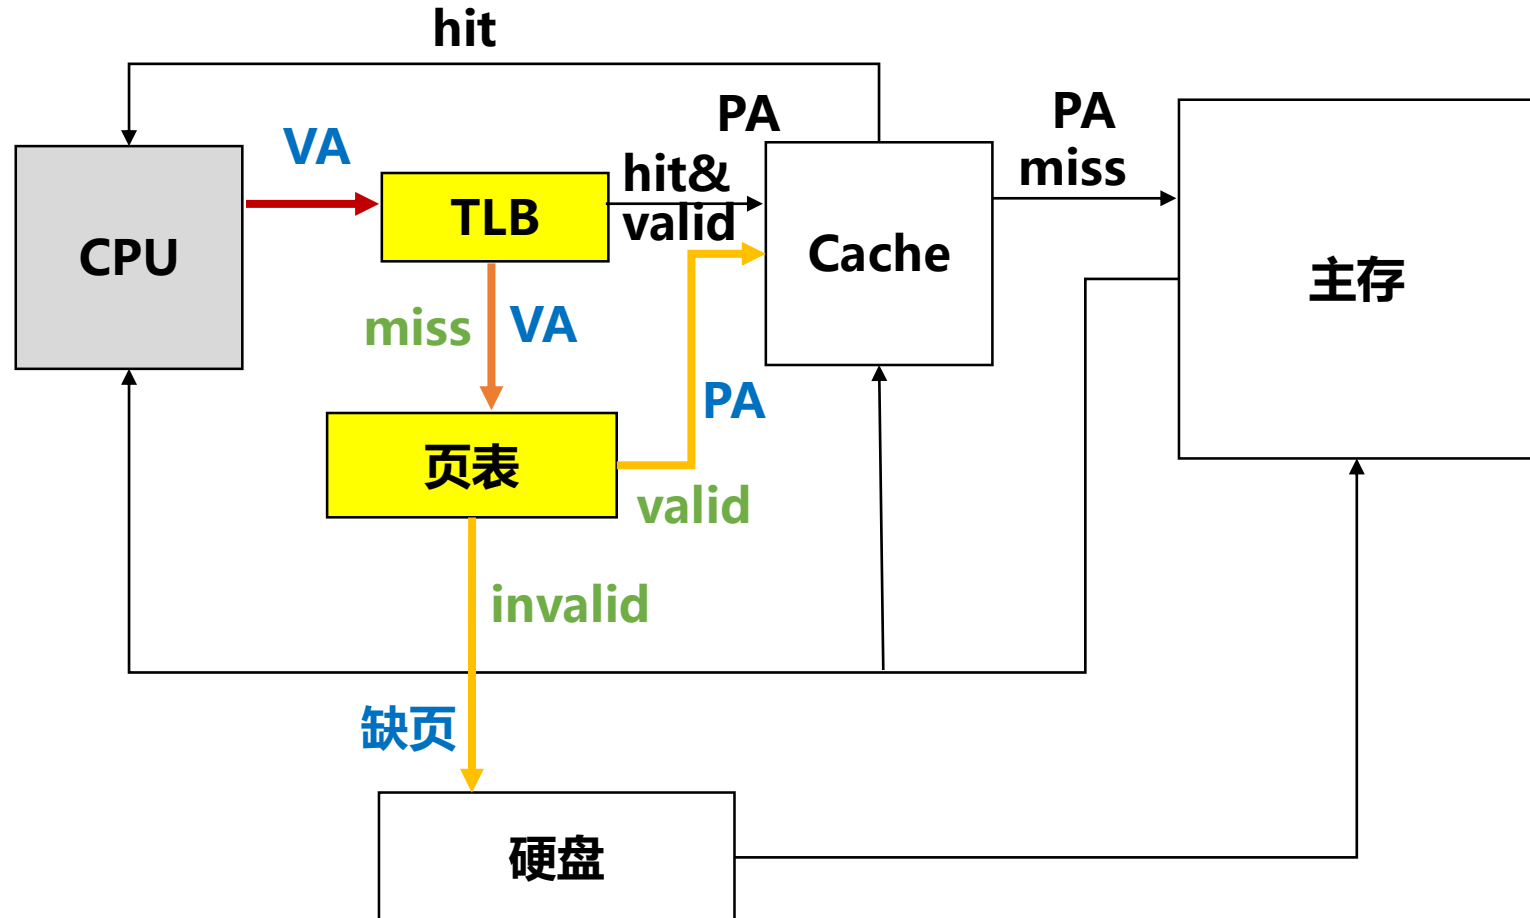 hit
PA
PA
miss
VA
hit&
valid
TLB
CPU
Cache
主存
miss
VA
PA
页表
valid
invalid
缺页
硬盘